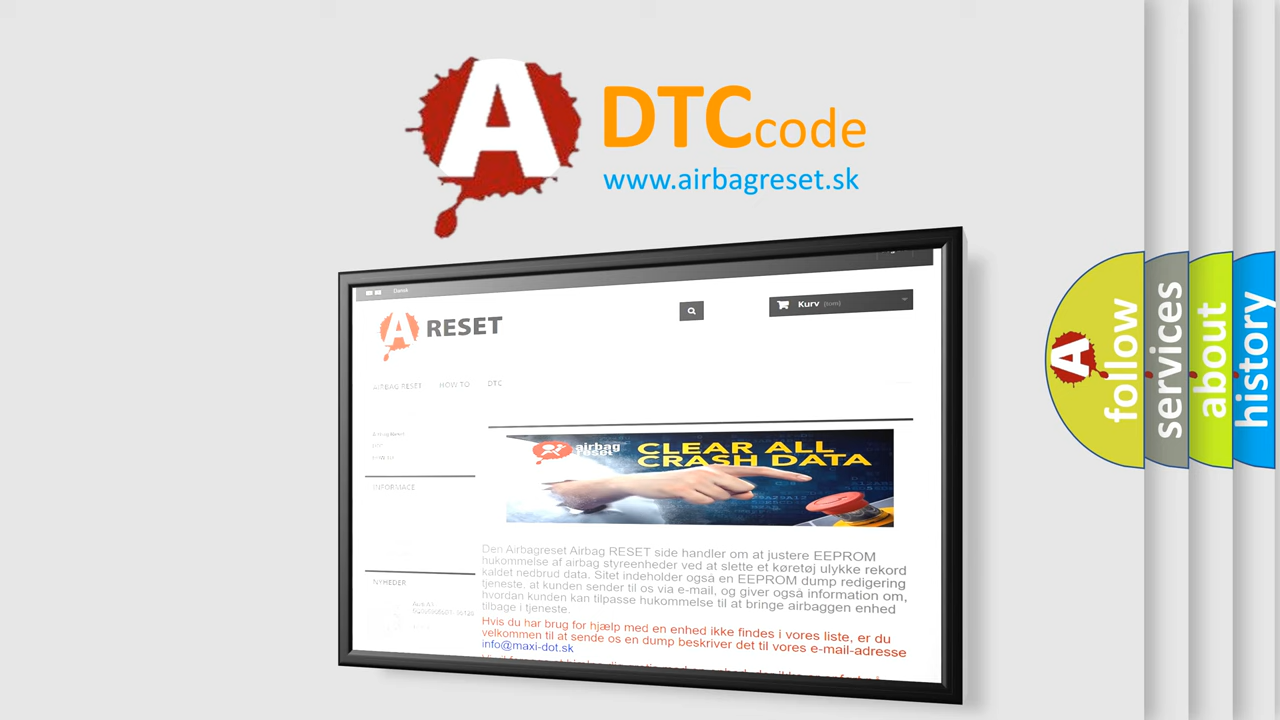 A
DTCcode
www.airbagreset.sk
Dansk
Kurv (tom)
A RESET
AIRBAG RESET HOW TO DTC
INFORMACE
NYHEDER
airbag
reset
CLEAR ALL
CRASH DATA
Den Airbagreset Airbag RESET side handler om at justere EEPROM
hukommelse af airbag styreenheder ved at slette et køretøj ulykke rekord
kaldet nedbrud data. Sitet indeholder også en EEPROM dump redigering
tjeneste, at kunden sender til os via e-mail, og giver også information om,
hvordan kunden kan tilpasse hukommelse til at bringe airbaggen enhed
tilbage i tjeneste.
Hvis du har brug for hjælp med en enhed ikke findes i vores liste, er du
velkommen til at sende os en dump beskriver det til vores e-mail-adresse
info@maxi-dot.sk
A
follow
services
about
history